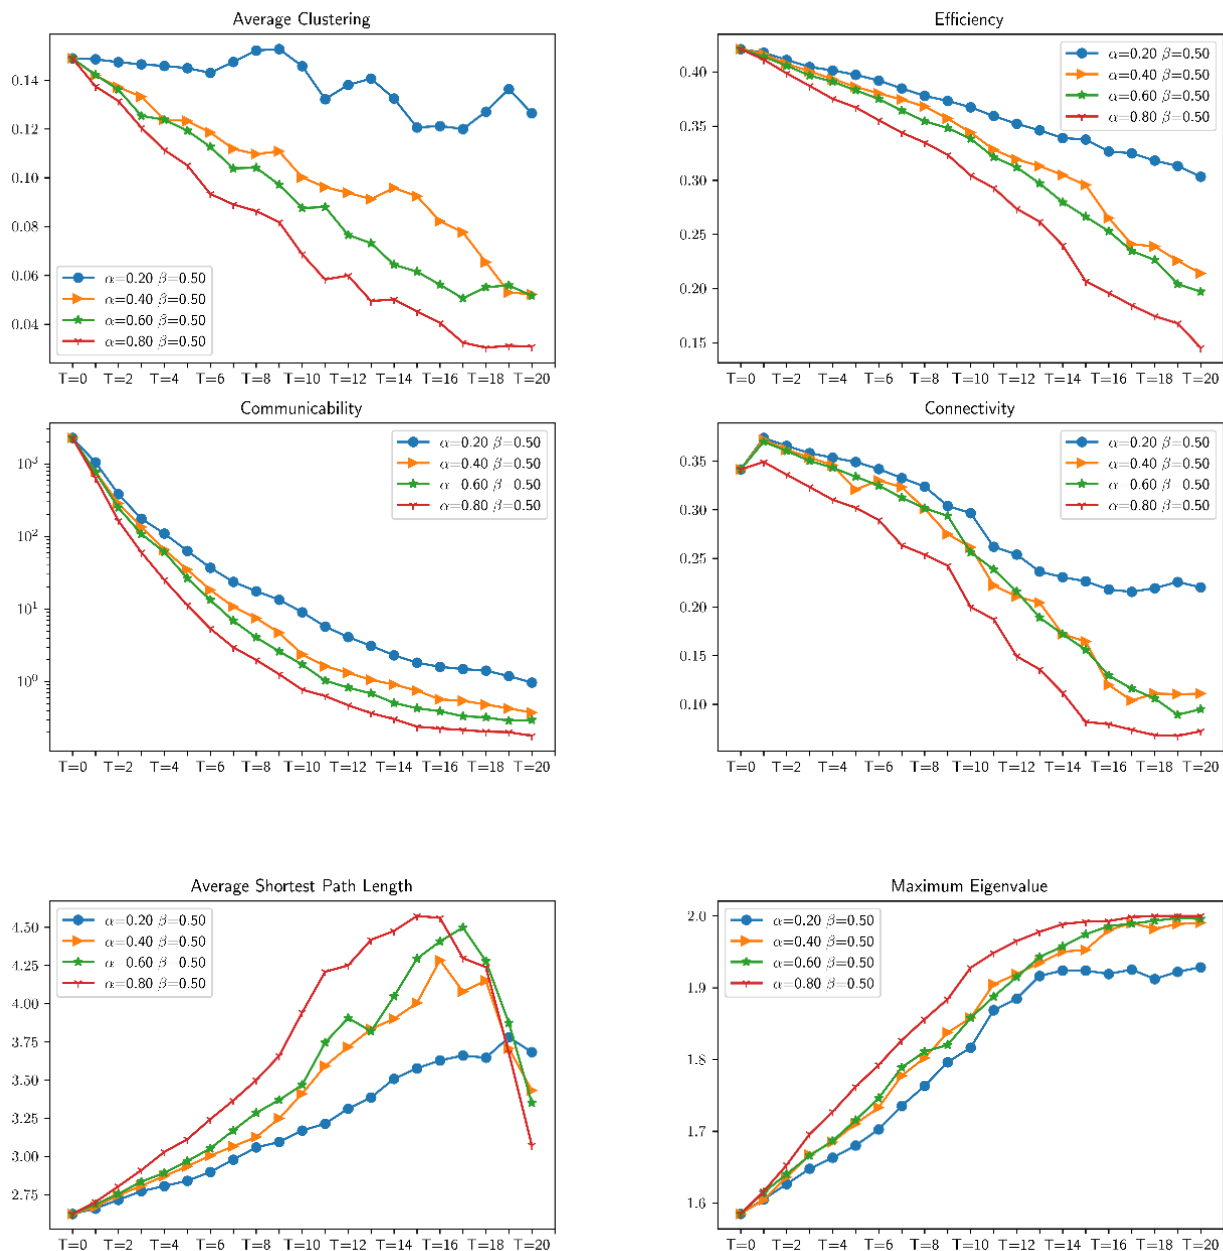 Average Clustering
0.14
0.12
0.10
0.08
0.06
0.04
α=0.20 β=0.50
α=0.40 β=0.50
α=0.60 β=0.50
α=0.80 β=0.50
T=0 T=2 T=4 T=6 T=8 T=10 T=12 T=14 T=16 T=18 T=20
Efficiency
0.40
0.35
0.30
0.25
0.20
0.15
α=0.20 β=0.50
α=0.40 β=0.50
α=0.60 β=0.50
α=0.80 β=0.50
T=0 T=2 T=4 T=6 T=8 T=10 T=12 T=14 T=16 T=18 T=20
Communicability
10³
10²
10¹
10⁰
α=0.20 β=0.50
α=0.40 β=0.50
α 0.60 β 0.50
α=0.80 β=0.50
T=0 T=2 T=4 T=6 T=8 T=10 T=12 T=14 T=16 T=18 T=20
Connectivity
0.35
0.30
0.25
0.20
0.15
0.10
α=0.20 β=0.50
α=0.40 β=0.50
α 0.60 β 0.50
α=0.80 β=0.50
T=0 T=2 T=4 T=6 T=8 T=10 T=12 T=14 T=16 T=18 T=20
Average Shortest Path Length
4.50
4.25
4.00
3.75
3.50
3.25
3.00
2.75
α=0.20 β=0.50
α=0.40 β=0.50
α 0.60 β 0.50
α=0.80 β=0.50
T=0 T=2 T=4 T=6 T=8 T=10 T=12 T=14 T=16 T=18 T=20
Maximum Eigenvalue
2.0
1.9
1.8
1.7
1.6
α=0.20 β=0.50
α=0.40 β=0.50
α=0.60 β=0.50
α=0.80 β=0.50
T=0 T=2 T=4 T=6 T=8 T=10 T=12 T=14 T=16 T=18 T=20